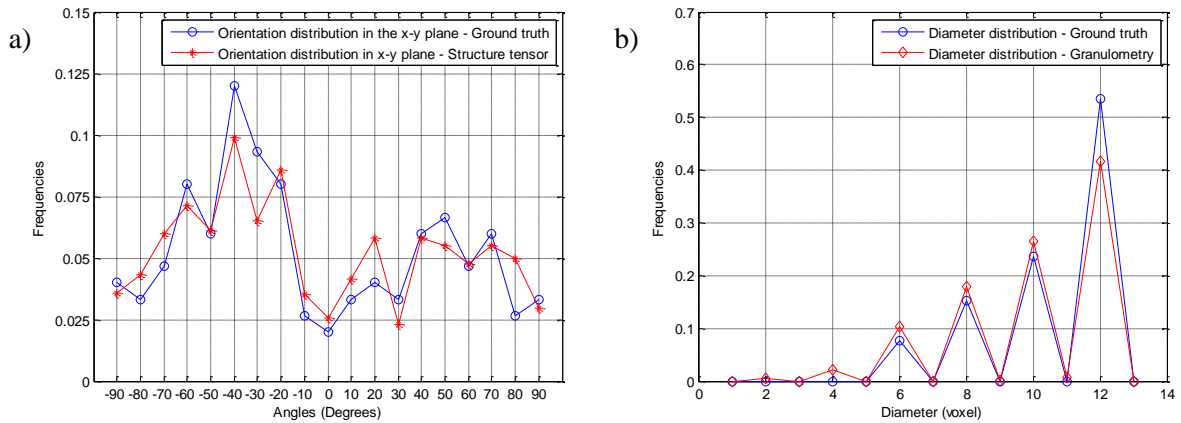 a)
0.15
0.125
0.1
0.075
0.05
0.025
0
Frequencies
Orientation distribution in the x-y plane - Ground truth
Orientation distribution in x-y plane - Structure tensor
-90 -80 -70 -60 -50 -40 -30 -20 -10 0 10 20 30 40 50 60 70 80 90
Angles (Degrees)
b)
0.7
0.6
0.5
0.4
0.3
0.2
0.1
0
Frequencies
Diameter distribution - Ground truth
Diameter distribution - Granulometry
0 2 4 6 8 10 12 14
Diameter (voxel)